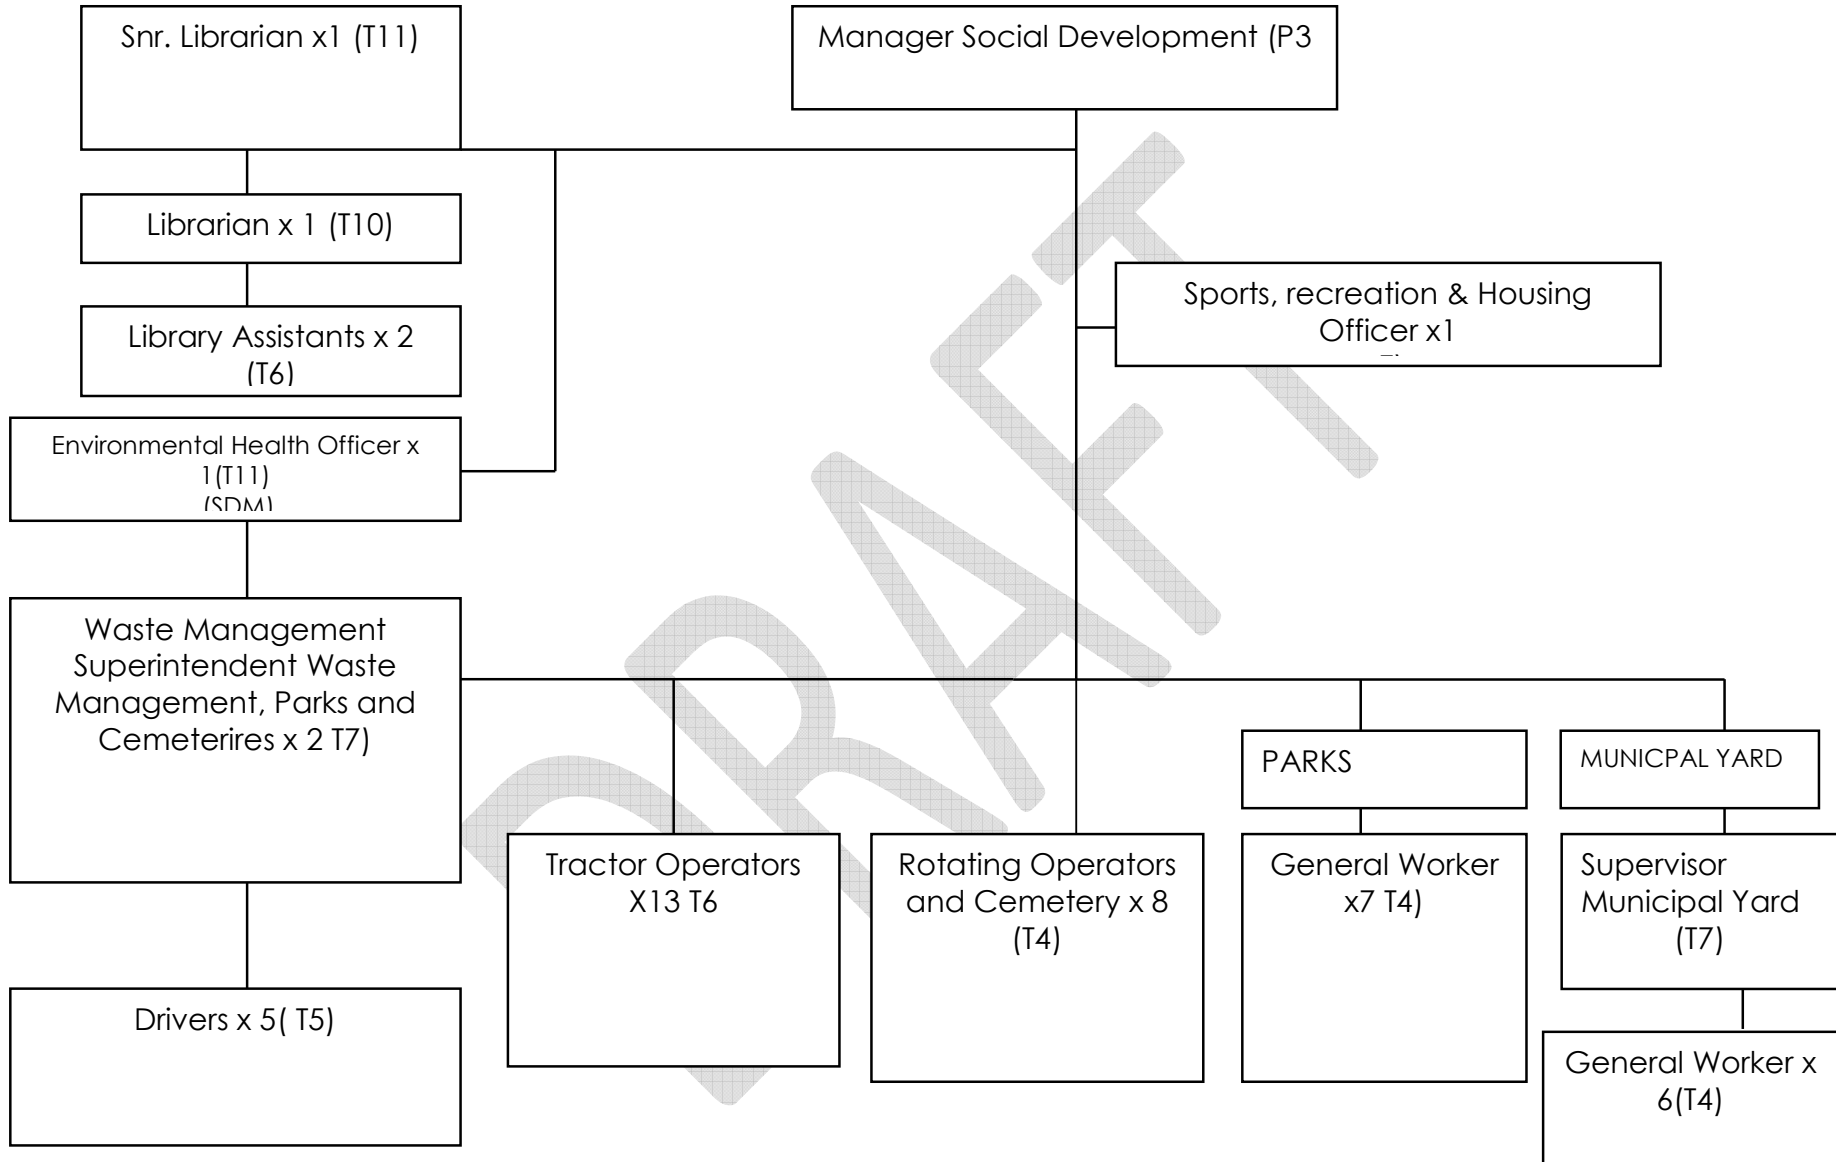 Snr. Librarian x1 (T11)
Manager Social Development (P3
Librarian x 1 (T10)
Library Assistants x 2
(T6)
Sports, recreation & Housing
Officer x1
Environmental Health Officer x
1(T11)
(SDM)
Waste Management
Superintendent Waste
Management, Parks and
Cemeterires x 2 T7)
PARKS
MUNICPAL YARD
Tractor Operators
X13 T6
Rotating Operators
and Cemetery x 8
(T4)
General Worker
x7 T4)
Supervisor
Municipal Yard
(T7)
Drivers x 5( T5)
General Worker x
6(T4)
DRAFT